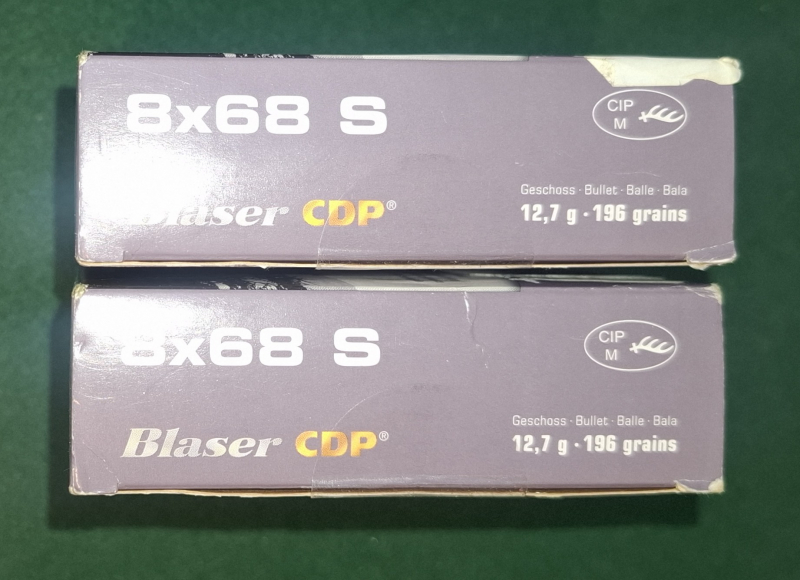 8x68 S
CIP
M
Geschoss · Bullet · Balle · Bala
Blaser CDP®
12,7 g · 196 grains
8x68 S
CIP
M
Geschoss · Bullet · Balle · Bala
Blaser CDP®
12,7 g · 196 grains